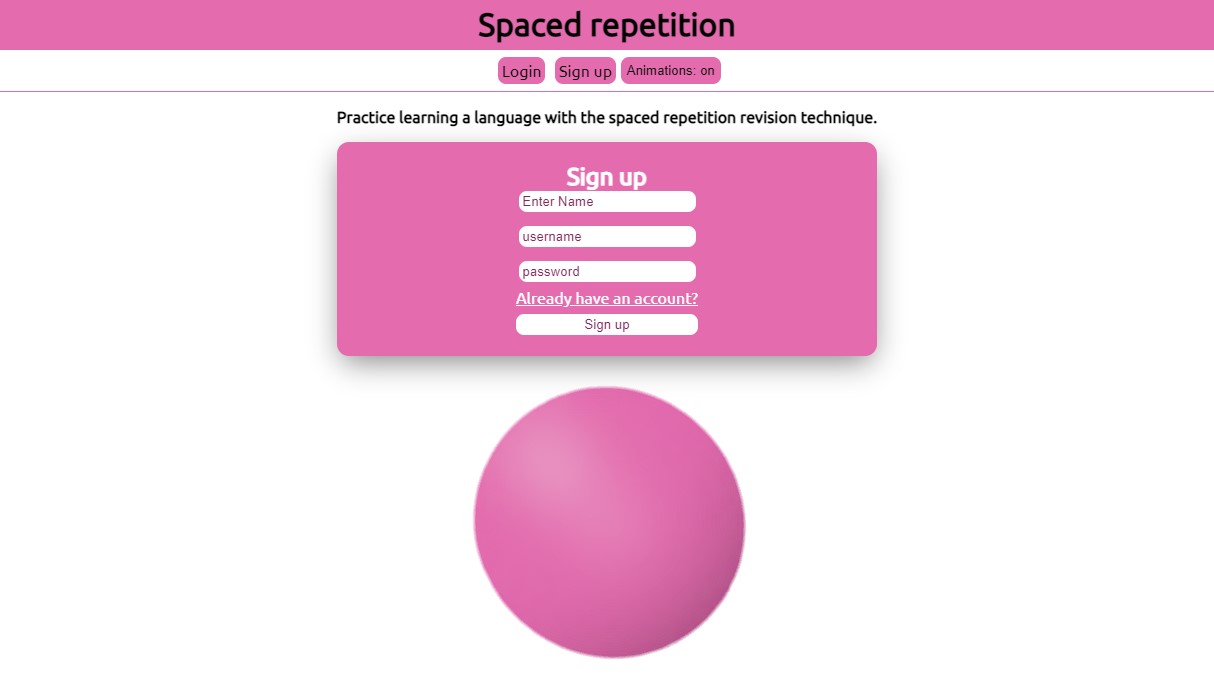 Spaced repetition
Login Sign up Animations: on
Practice learning a language with the spaced repetition revision technique.
Sign up
Enter Name
username
password
Already have an account?
Sign up